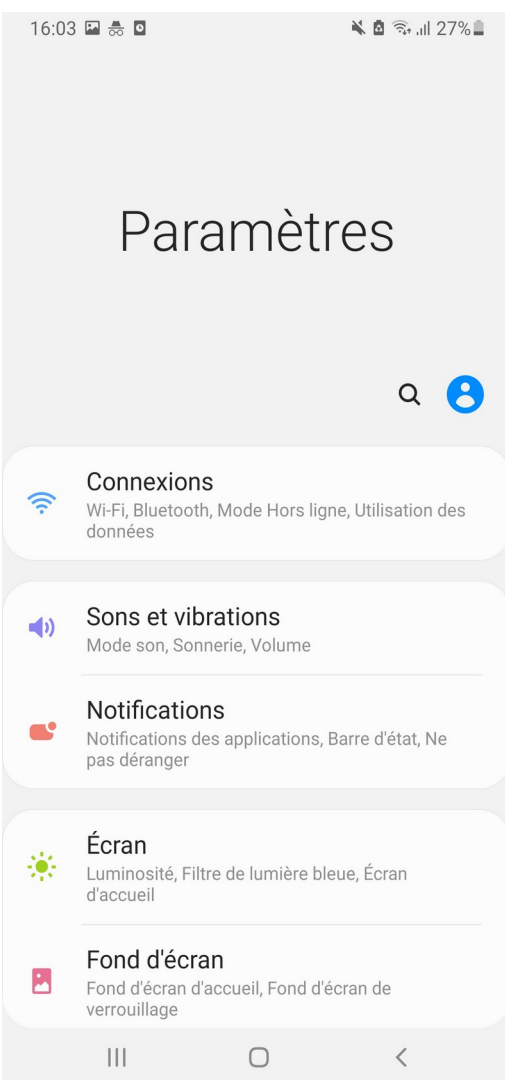 16:03
27%
Paramètres
Connexions
Wi-Fi, Bluetooth, Mode Hors ligne, Utilisation des
données
Sons et vibrations
Mode son, Sonnerie, Volume
Notifications
Notifications des applications, Barre d'état, Ne
pas déranger
Écran
Luminosité, Filtre de lumière bleue, Écran
d'accueil
Fond d'écran
Fond d'écran d'accueil, Fond d'écran de
verrouillage